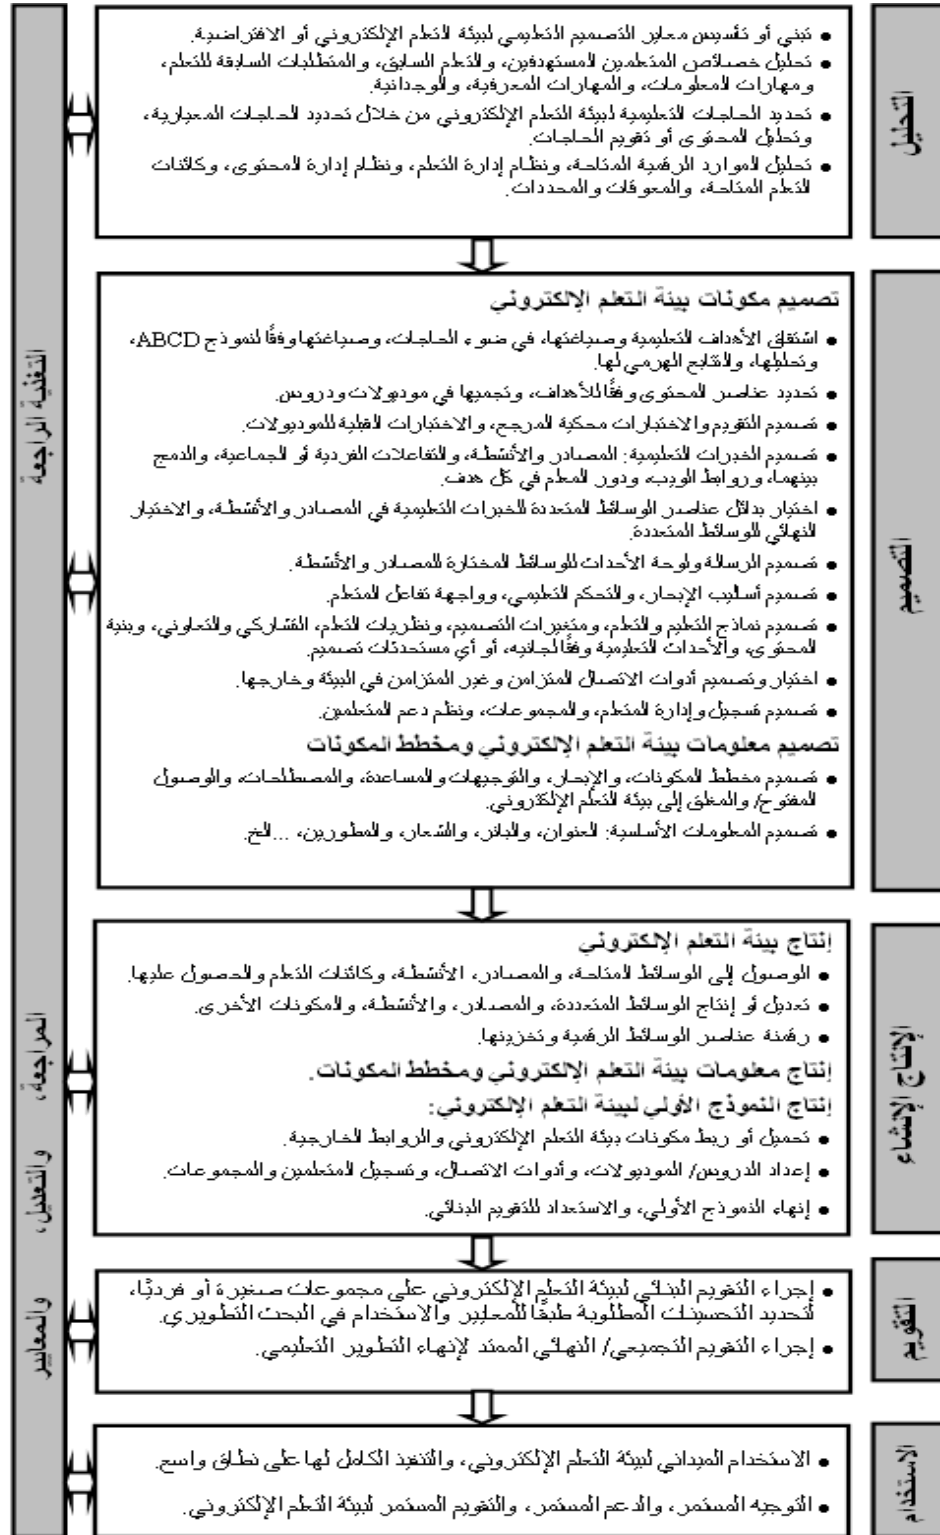 التحليل
تبني أو تأسيس معايير التصميم التعليمي لبيئة التعلم الإلكتروني أو الافتراضية.
تحليل خصائص المتعلمين المستهدفين، والتعلم السابق، والمتطلبات السابقة للتعلم،
ومهارات المعلومات، والمهارات المعرفية، والوجدانية.
تحديد الحاجات التعليمية لبيئة التعلم الإلكتروني من خلال تحديد الحاجات المعيارية،
وتحليل المحتوى أو تقويم الحاجات.
تحليل الموارد الرقمية المتاحة، ونظام إدارة التعلم، ونظام إدارة المحتوى، وكائنات
التعلم المتاحة، والمعوقات والمحددات.
التصميم
تصميم مكونات بيئة التعلم الإلكتروني
اشتقاق الأهداف التعليمية وصياغتها، في ضوء الحاجات، وصياغتها وفقًا لنموذج ABCD،
وتحليلها، والتتابع الهرمي لها.
تحديد عناصر المحتوى وفقًا للأهداف، وتجميها في موديولات ودروس.
تصميم التقويم والاختبارات محكية المرجع، والاختبارات القبلية للموديولات.
تصميم الخبرات التعليمية: المصادر والأنشطة، والتفاعلات الفردية أو الجماعية، والدمج
بينهما، وروابط الويب، ودور المعلم في كل هدف.
اختيار بدائل عناصر الوسائط المتعددة للخبرات التعليمية في المصادر والأنشطة، والاختيار
النهائي للوسائط المتعددة.
تصميم الرسالة ولوحة الأحداث للوسائط المختارة للمصادر والأنشطة.
تصميم أساليب الإبحار، والتحكم التعليمي، وواجهة تفاعل المتعلم.
تصميم نماذج التعليم والتعلم، ومتغيرات التصميم، ونظريات التعلم، التشاركي والتعاوني، وبنية
المحتوى، والأحداث التعليمية وفقًا لجانيه، أو أي مستحدثات تصميم.
اختيار وتصميم أدوات الاتصال المتزامن وغير المتزامن في البيئة وخارجها.
تصميم تسجيل وإدارة المتعلم، والمجموعات، ونظم دعم المتعلمين.
تصميم معلومات بيئة التعلم الإلكتروني ومخطط المكونات
تصميم مخطط المكونات، والإبحار، والتوجيهات والمساعدة، والمصطلحات، والوصول
المفتوح/ والمغلق إلى بيئة التعلم الإلكتروني.
تصميم المعلومات الأساسية: العنوان، والبانر، والشعار، والمطورين، ...الخ.
الإنتاج الإنشاء
إنتاج بيئة التعلم الإلكتروني
الوصول إلى الوسائط المتاحة، والمصادر، الأنشطة، وكائنات التعلم والحصول عليها.
تعديل أو إنتاج الوسائط المتعددة، والمصادر، والأنشطة، والمكونات الأخرى.
رقمنة عناصر الوسائط الرقمية وتخزينها.
إنتاج معلومات بيئة التعلم الإلكتروني ومخطط المكونات.
إنتاج النموذج الأولي لبيئة التعلم الإلكتروني:
تحميل أو ربط مكونات بيئة التعلم الإلكتروني والروابط الخارجية.
إعداد الدروس/ الموديولات، وأدوات الاتصال، وتسجيل المتعلمين والمجموعات.
إنهاء النموذج الأولي، والاستعداد للتقويم البنائي.
التقويم
إجراء التقويم البنائي لبيئة التعلم الإلكتروني على مجموعات صغيرة أو فرديًا،
لتحديد التحسينات المطلوبة طبقًا للمعايير والاستخدام في البحث التطويري.
إجراء التقويم التجميعي/ النهائي الممتد لإنهاء التطوير التعليمي.
الاستخدام
الاستخدام الميداني لبيئة التعلم الإلكتروني، والتنفيذ الكامل لها على نطاق واسع.
التوجيه المستمر، والدعم المستمر، والتقويم المستمر لبيئة التعلم الإلكتروني.
التغذية الراجعة المراجعة، والتعديل، والمعايير